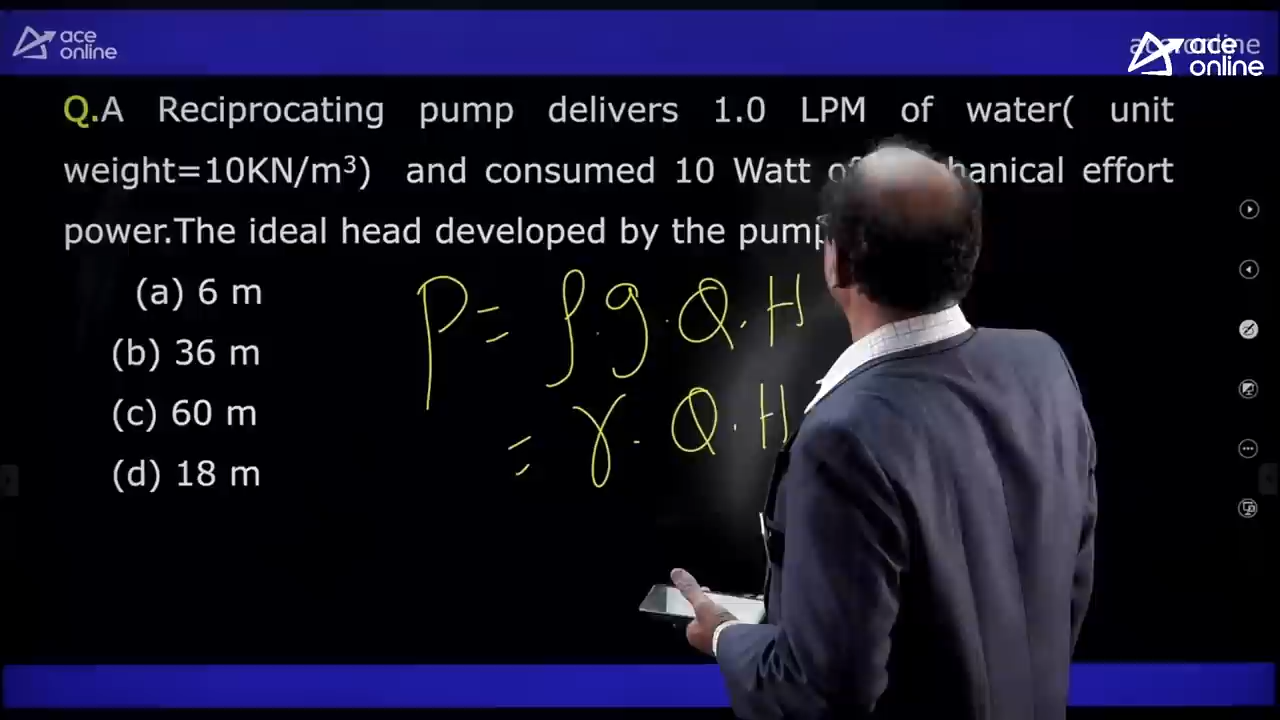 ace
online
ace
online
Q.A Reciprocating pump delivers 1.0 LPM of water( unit
weight=10KN/m³) and consumed 10 Watt effort
power.The ideal head developed by the pump
(a) 6 m
(b) 36 m
(c) 60 m
(d) 18 m
P = ρ.g.Q.H
= γ.Q.H